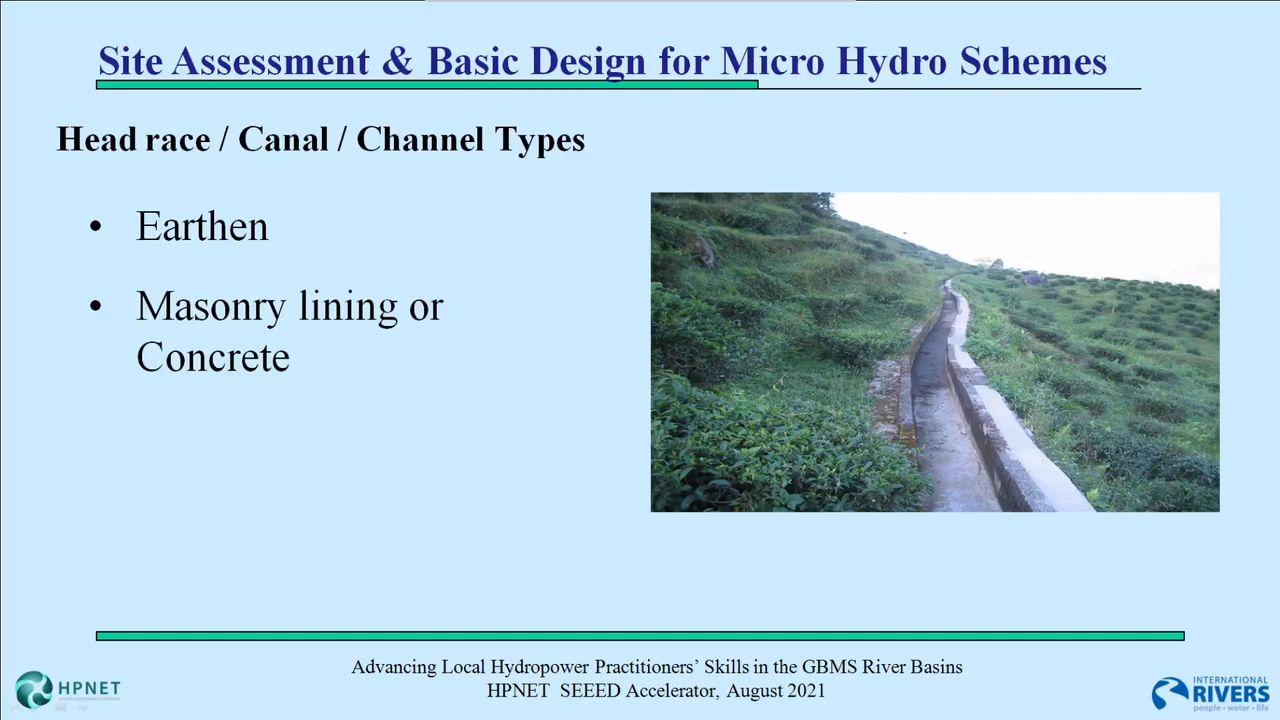 Site Assessment & Basic Design for Micro Hydro Schemes
Head race / Canal / Channel Types
• Earthen
• Masonry lining or
Concrete
Advancing Local Hydropower Practitioners’ Skills in the GBMS River Basins
HPNET SEEED Accelerator, August 2021
HPNET
INTERNATIONAL
RIVERS
people • water • life